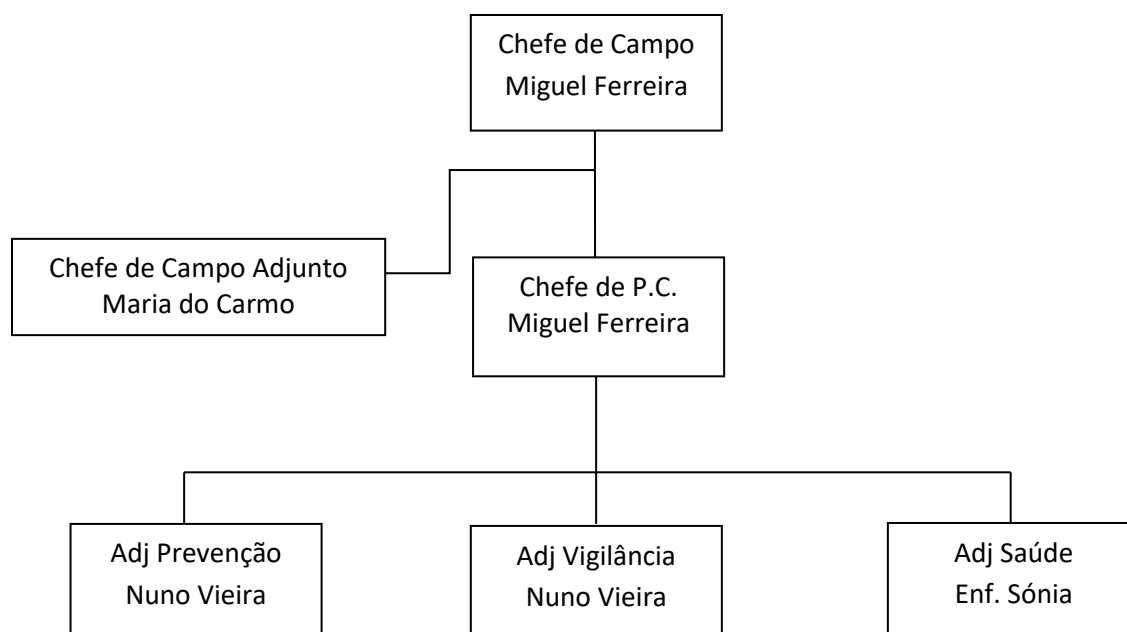 Chefe de Campo
Miguel Ferreira
Chefe de Campo Adjunto
Maria do Carmo
Chefe de P.C.
Miguel Ferreira
Adj Prevenção
Nuno Vieira
Adj Vigilância
Nuno Vieira
Adj Saúde
Enf. Sónia